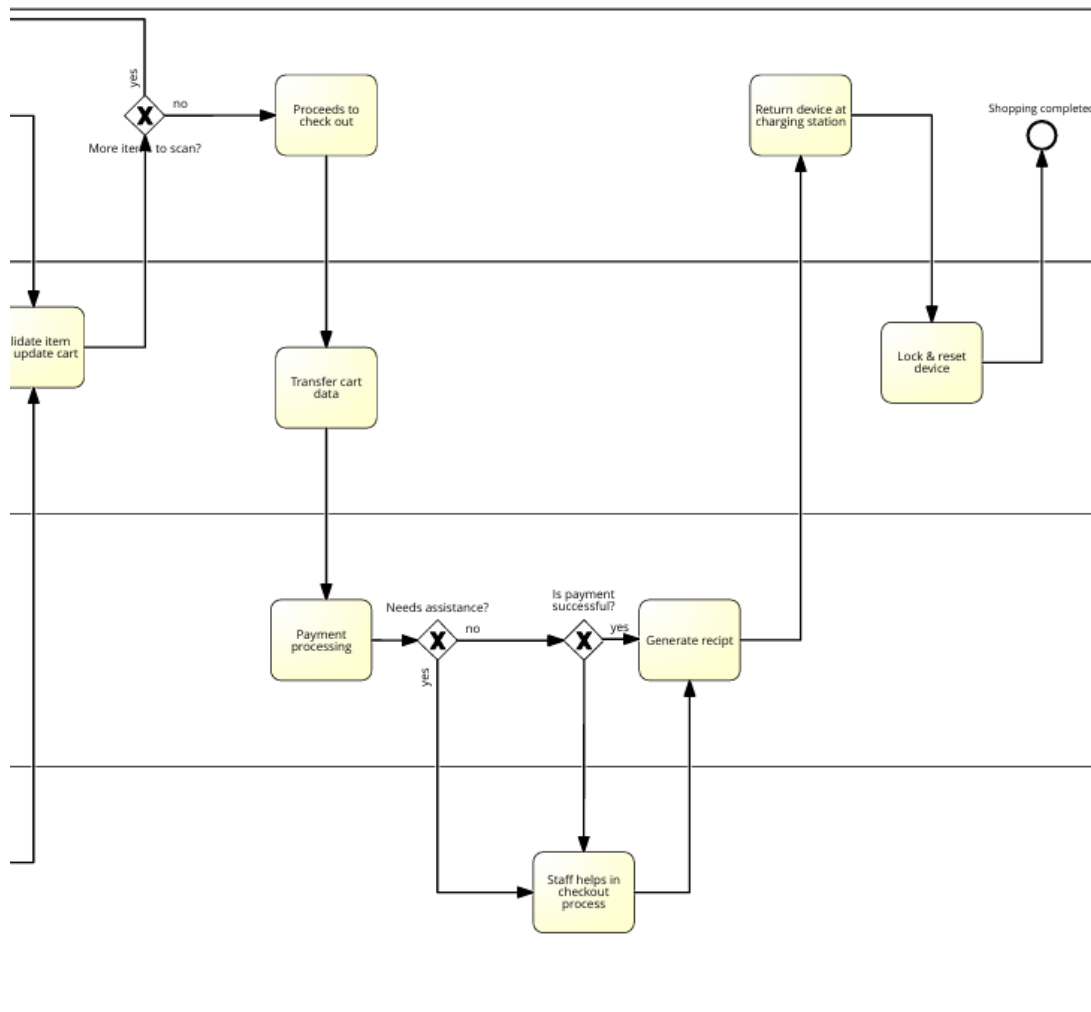 yes
no
More items to scan?
Proceeds to
check out
Return device at
charging station
Shopping completed
lidate item
update cart
Transfer cart
data
Lock & reset
device
Payment
processing
Needs assistance?
no
yes
Is payment
successful?
yes
Generate recipt
Staff helps in
checkout
process